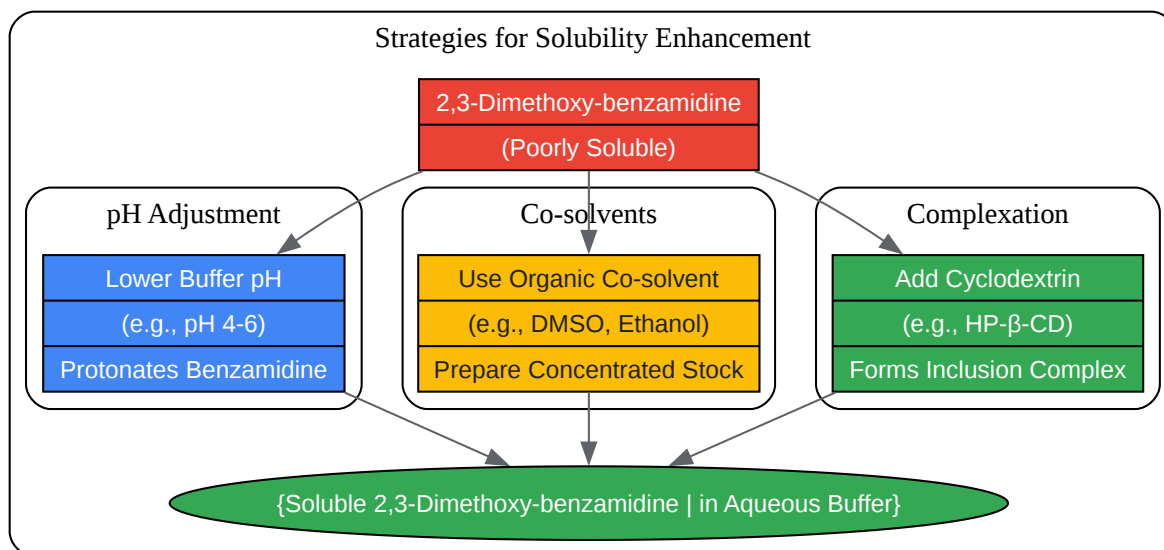 Strategies for Solubility Enhancement
2,3-Dimethoxy-benzamidine
(Poorly Soluble)
pH Adjustment
Lower Buffer pH
(e.g., pH 4-6)
Protonates Benzamidine
Co-solvents
Use Organic Co-solvent
(e.g., DMSO, Ethanol)
Prepare Concentrated Stock
Complexation
Add Cyclodextrin
(e.g., HP-β-CD)
Forms Inclusion Complex
{Soluble 2,3-Dimethoxy-benzamidine | in Aqueous Buffer}